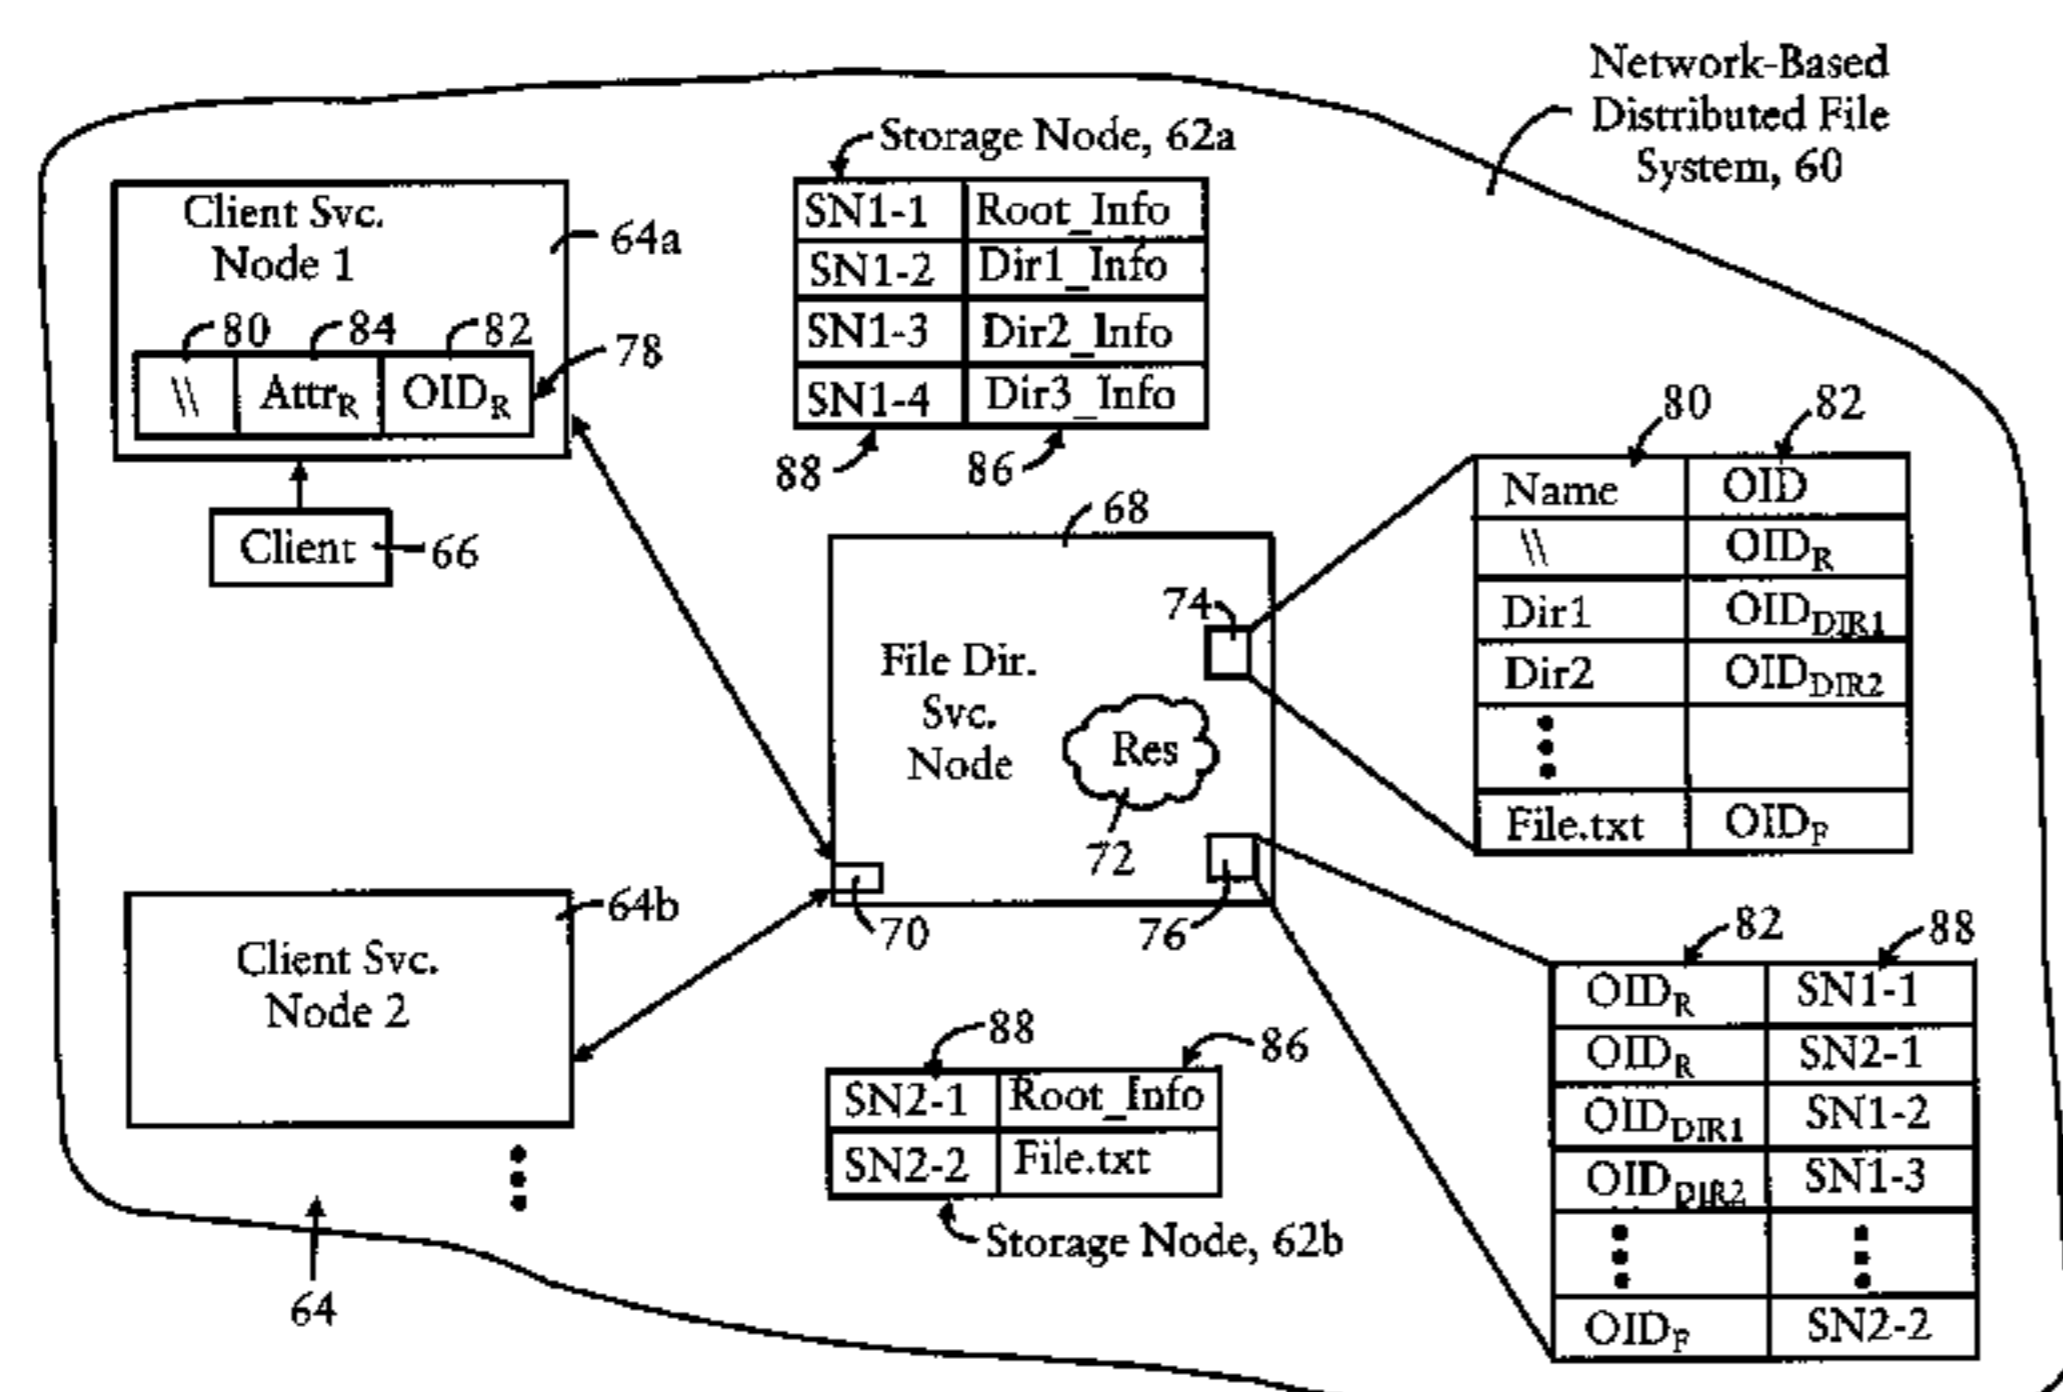 Network-Based
Distributed File
System, 60
Storage Node, 62a
SN1-1 Root_Info
SN1-2 Dir1_Info
SN1-3 Dir2_Info
SN1-4 Dir3_Info
88 86
Client Svc.
Node 1
64a
80 84 82
78
\\ AttrR OIDR
Client
66
68
File Dir.
Svc.
Node
74
Res
72
70
76
80 82
Name OID
\\ OIDR
Dir1 OIDDIR1
Dir2 OIDDIR2
File.txt OIDF
64b
Client Svc.
Node 2
64
88
86
SN2-1 Root_Info
SN2-2 File.txt
Storage Node, 62b
82 88
OIDR SN1-1
OIDR SN2-1
OIDDIR1 SN1-2
OIDDIR2 SN1-3
OIDF SN2-2